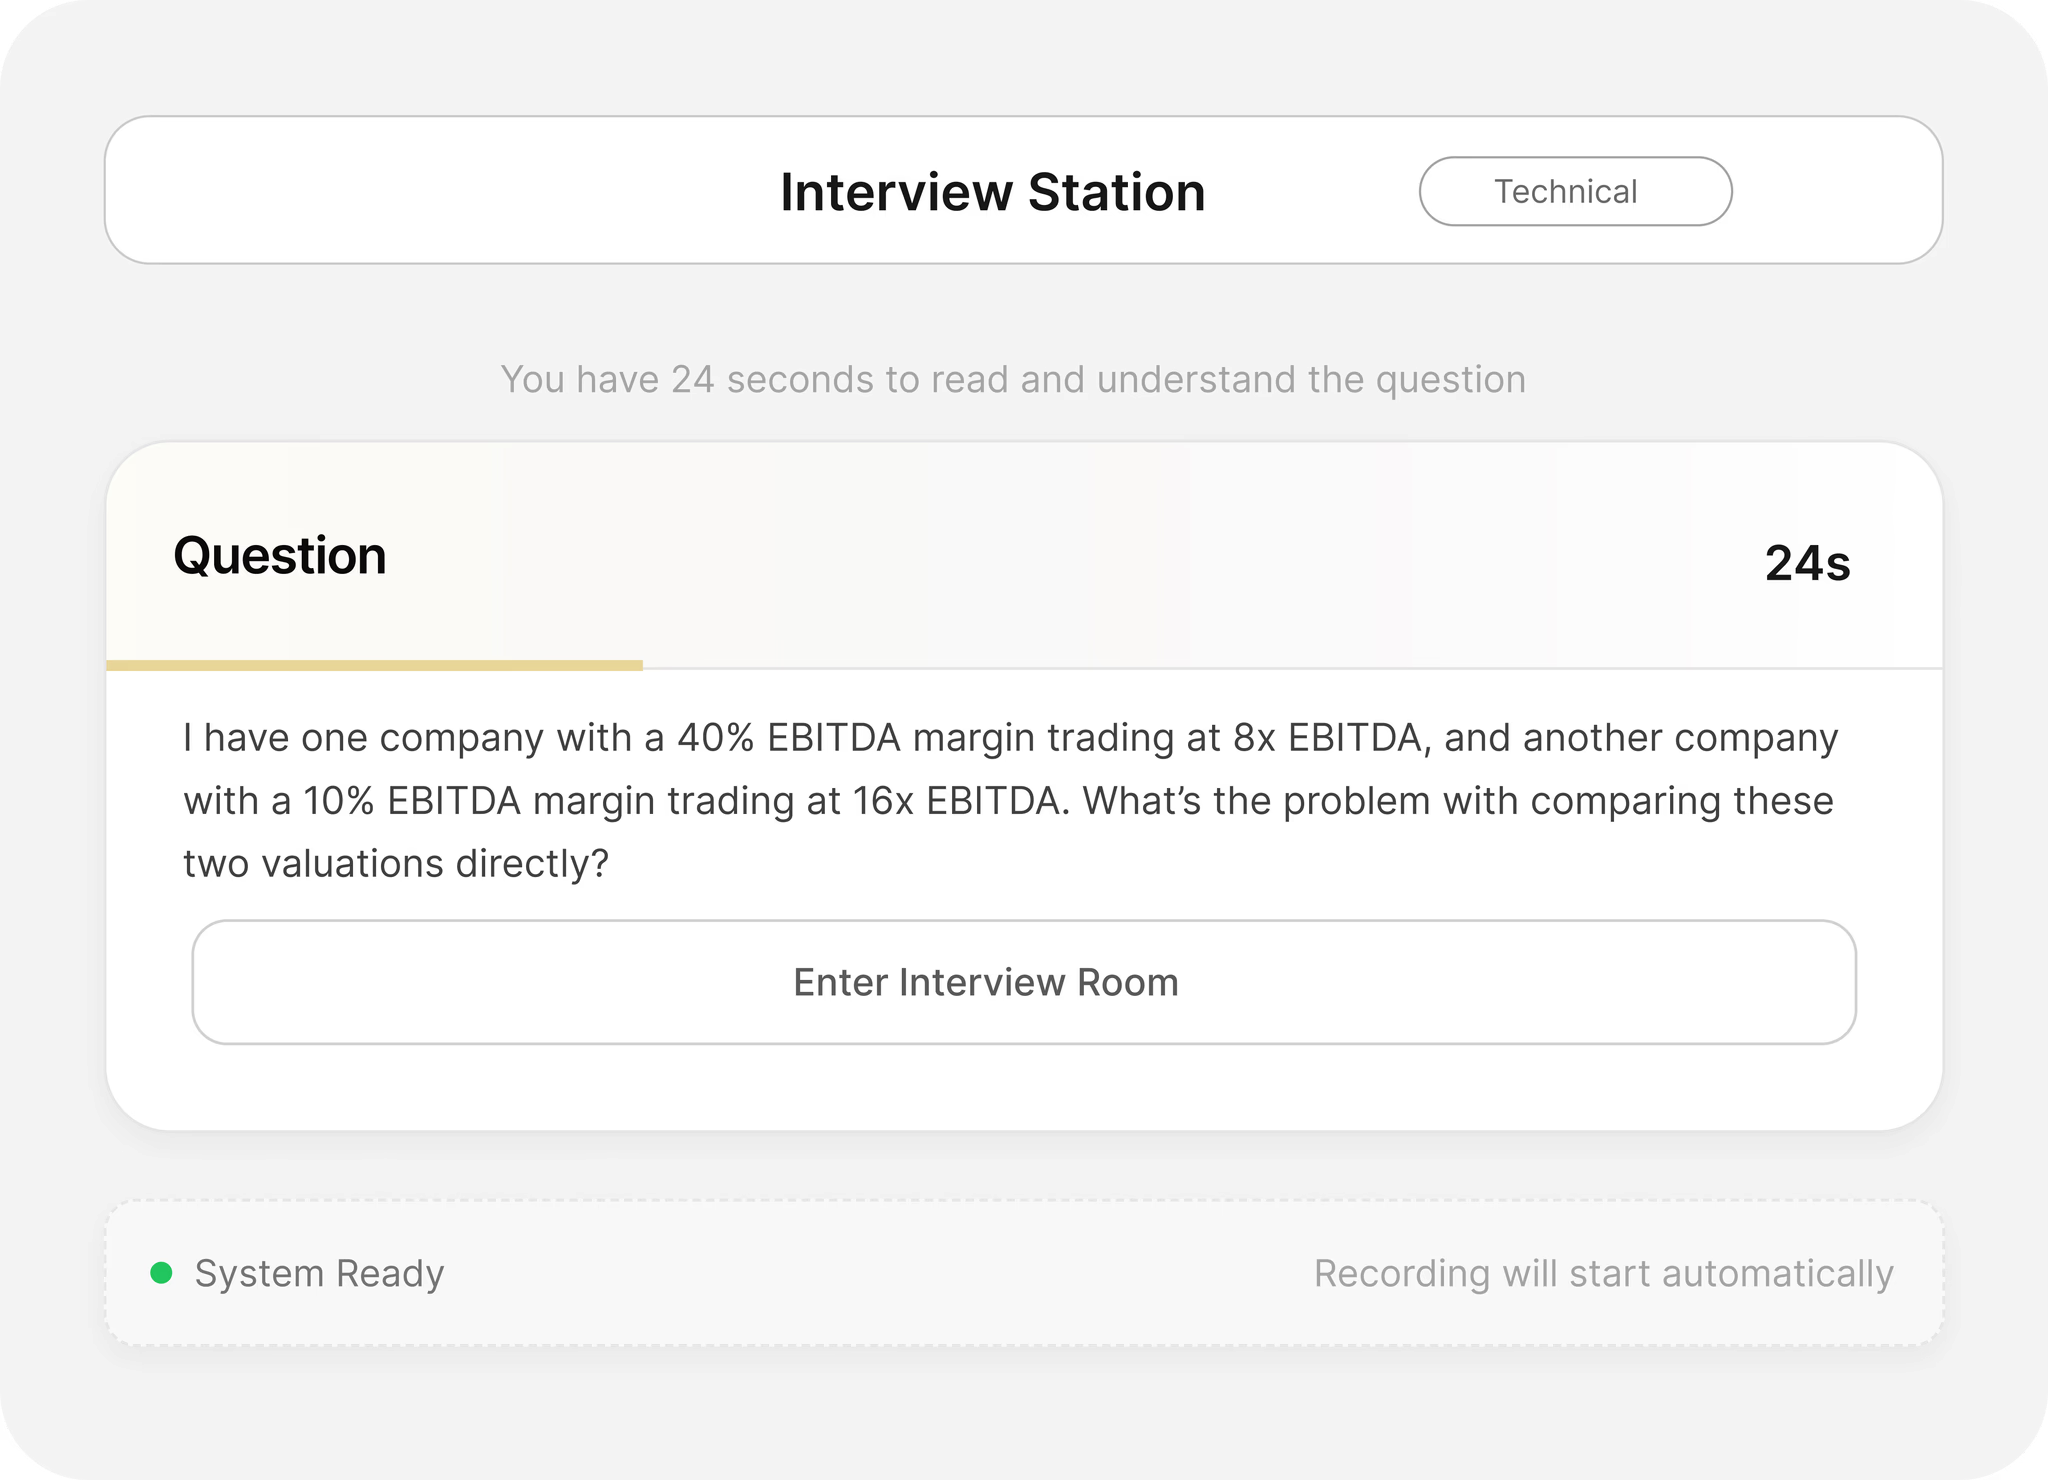 Interview Station
Technical
You have 24 seconds to read and understand the question
Question
24s
I have one company with a 40% EBITDA margin trading at 8x EBITDA, and another company
with a 10% EBITDA margin trading at 16x EBITDA. What’s the problem with comparing these
two valuations directly?
Enter Interview Room
System Ready
Recording will start automatically